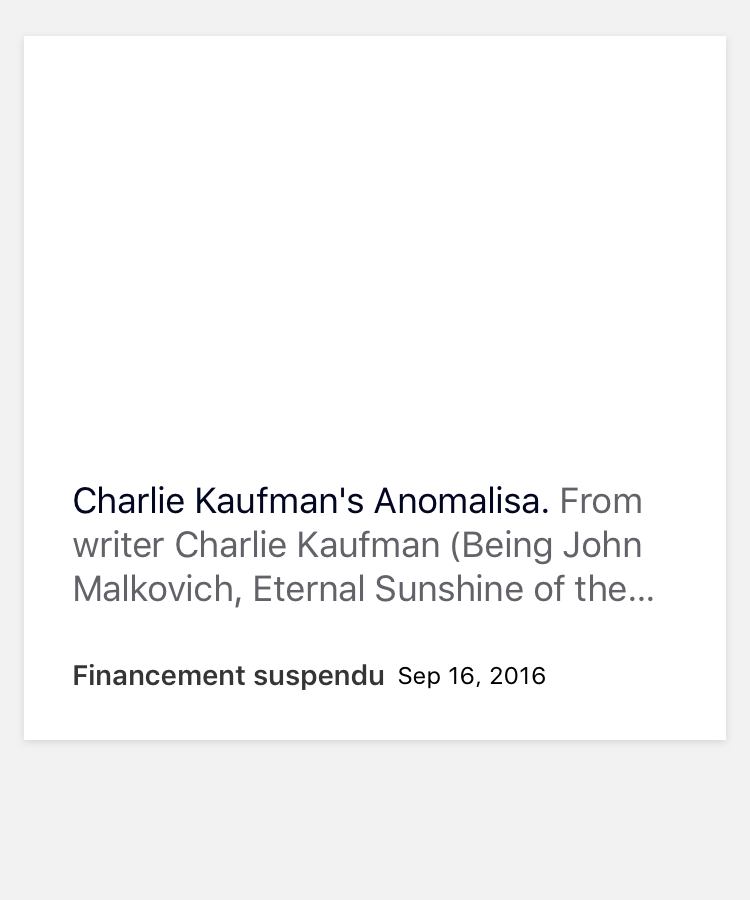 Charlie Kaufman's Anomalisa. From
writer Charlie Kaufman (Being John
Malkovich, Eternal Sunshine of the...
Financement suspendu Sep 16, 2016